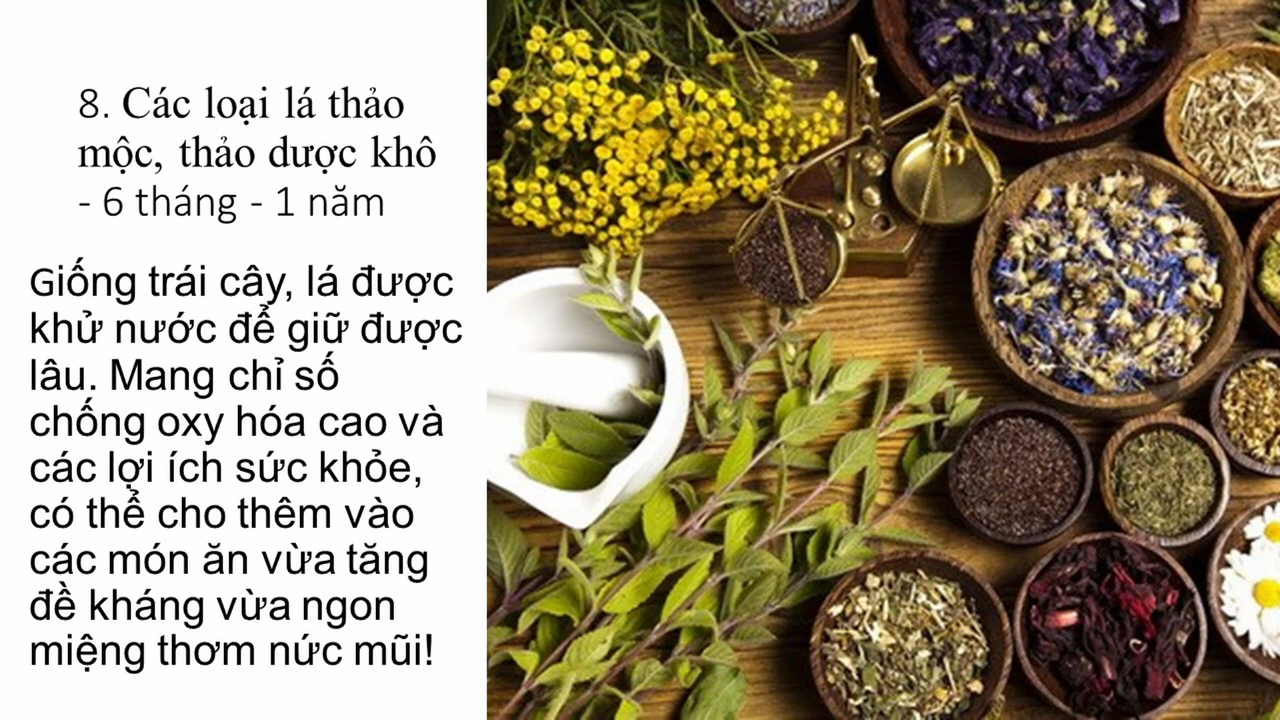 8. Các loại lá thảo
mộc, thảo dược khô
- 6 tháng - 1 năm
Giống trái cây, lá được
khử nước để giữ được
lâu. Mang chỉ số
chống oxy hóa cao và
các lợi ích sức khỏe,
có thể cho thêm vào
các món ăn vừa tăng
đề kháng vừa ngon
miệng thơm nức mũi!